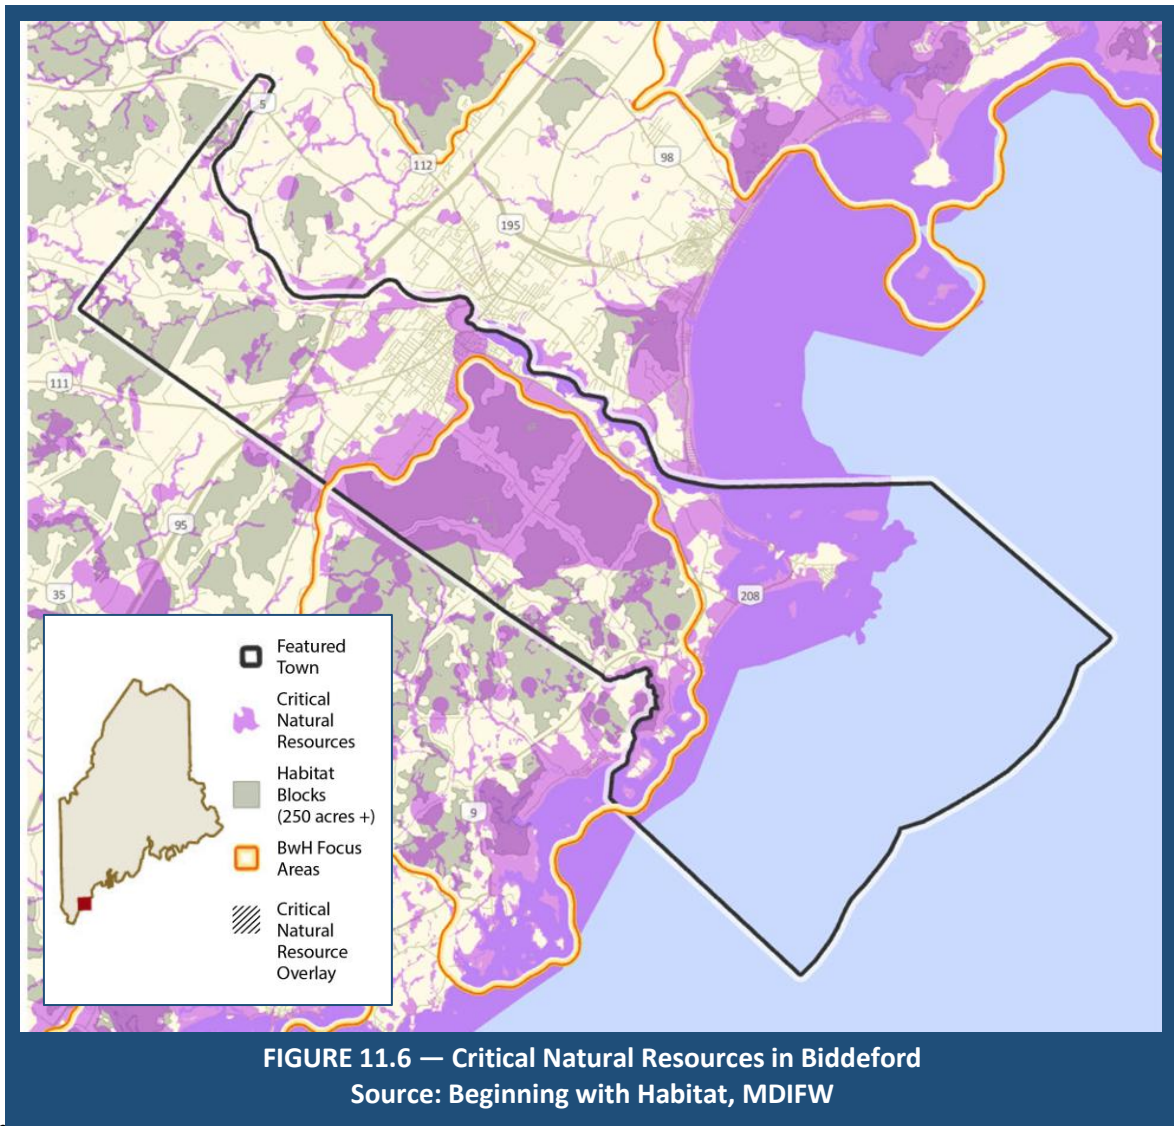 5
112
98
195
111
95
35
208
9
Featured
Town
Critical
Natural
Resources
Habitat
Blocks
(250 acres +)
BwH Focus
Areas
Critical
Natural
Resource
Overlay
FIGURE 11.6 — Critical Natural Resources in Biddeford
Source: Beginning with Habitat, MDIFW